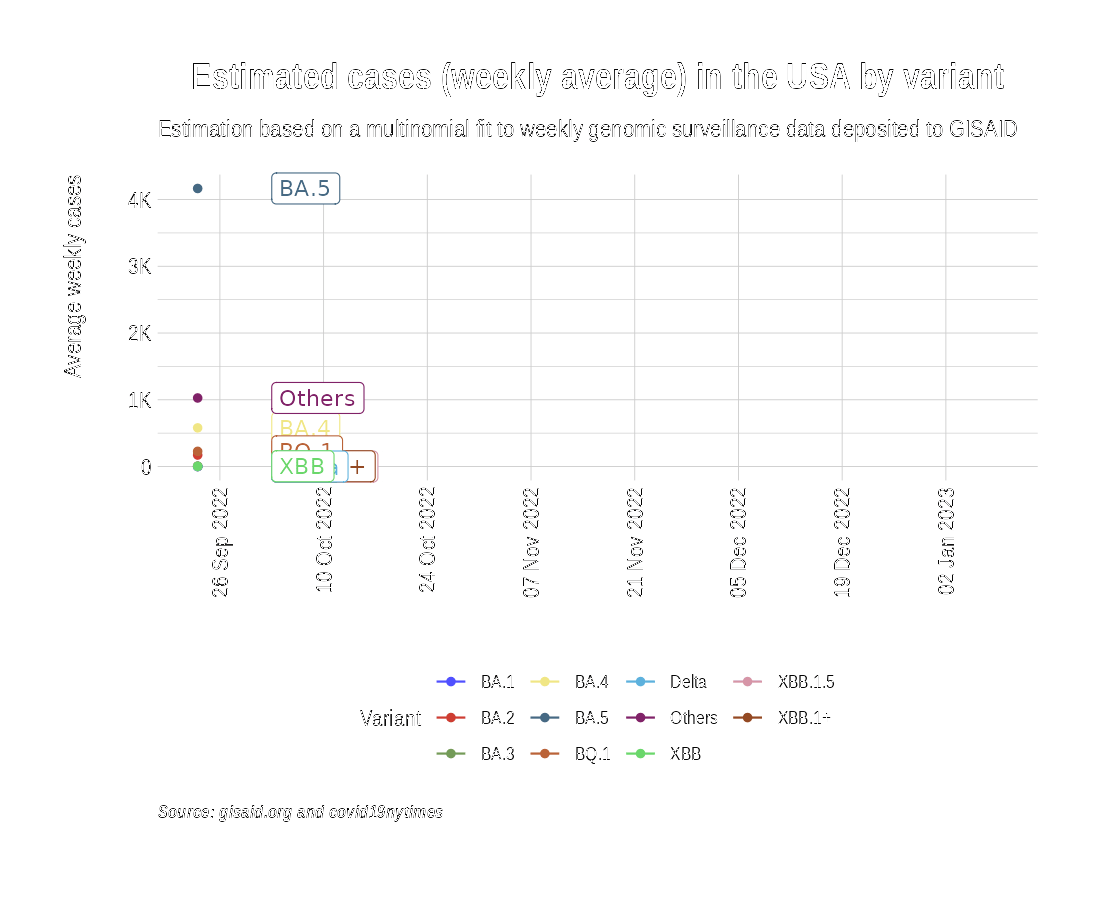 Estimated cases (weekly average) in the USA by variant
Estimation based on a multinomial fit to weekly genomic surveillance data deposited to GISAID
Average weekly cases
4K
3K
2K
1K
0
BA.5
Others
BA.4
BQ.1
XBB
+
26 Sep 2022
10 Oct 2022
24 Oct 2022
07 Nov 2022
21 Nov 2022
05 Dec 2022
19 Dec 2022
02 Jan 2023
Variant
BA.1
BA.2
BA.3
BA.4
BA.5
BQ.1
Delta
Others
XBB
XBB.1.5
XBB.1+
Source: gisaid.org and covid19nytimes